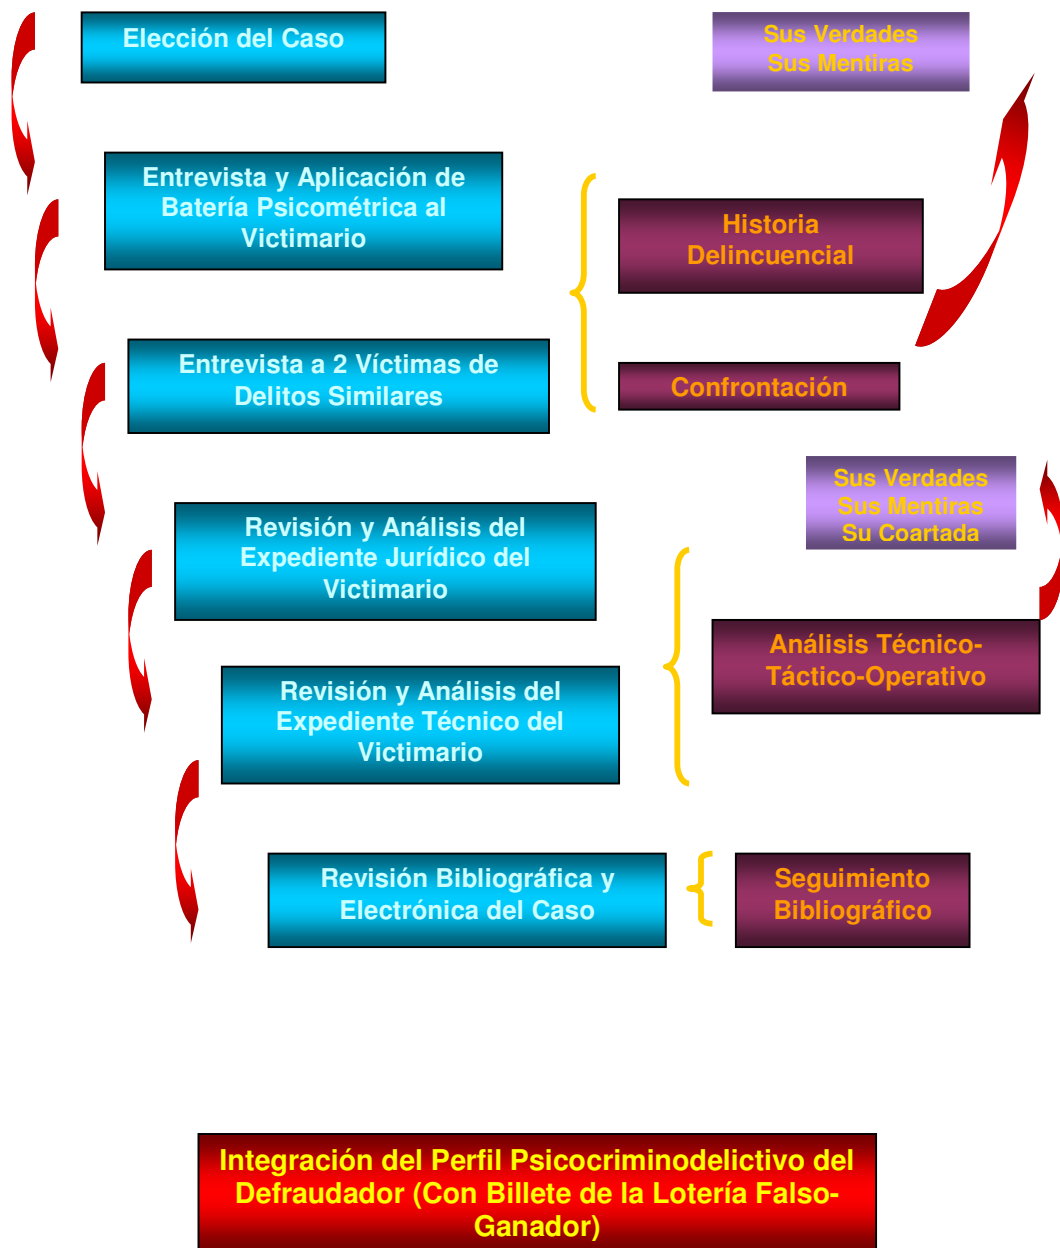 Elección del Caso
Sus Verdades
Sus Mentiras
Entrevista y Aplicación de
Batería Psicométrica al
Victimario
Historia
Delincuencial
Entrevista a 2 Víctimas de
Delitos Similares
Confrontación
Sus Verdades
Sus Mentiras
Su Coartada
Revisión y Análisis del
Expediente Jurídico del
Victimario
Análisis Técnico-
Táctico-Operativo
Revisión y Análisis del
Expediente Técnico del
Victimario
Revisión Bibliográfica y
Electrónica del Caso
Seguimiento
Bibliográfico
Integración del Perfil Psicocriminodelictivo del
Defraudador (Con Billete de la Lotería Falso-
Ganador)